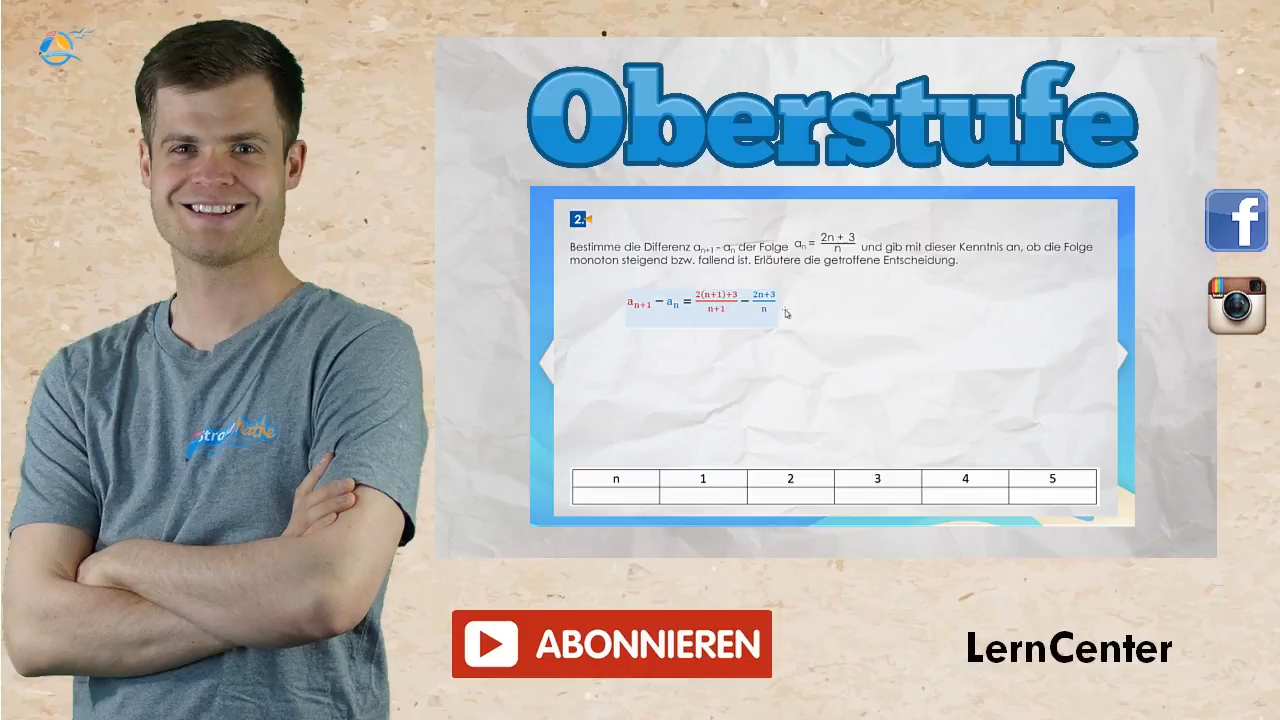 Oberstufe
2.
Bestimme die Differenz aₙ₊₁ - aₙ der Folge aₙ = (2n + 3)/n und gib mit dieser Kenntnis an, ob die Folge
monoton steigend bzw. fallend ist. Erläutere die getroffene Entscheidung.
aₙ₊₁ − aₙ = (2(n+1)+3)/(n+1) − (2n+3)/n
n 1 2 3 4 5
StrandMathe
f
ABONNIEREN
LernCenter